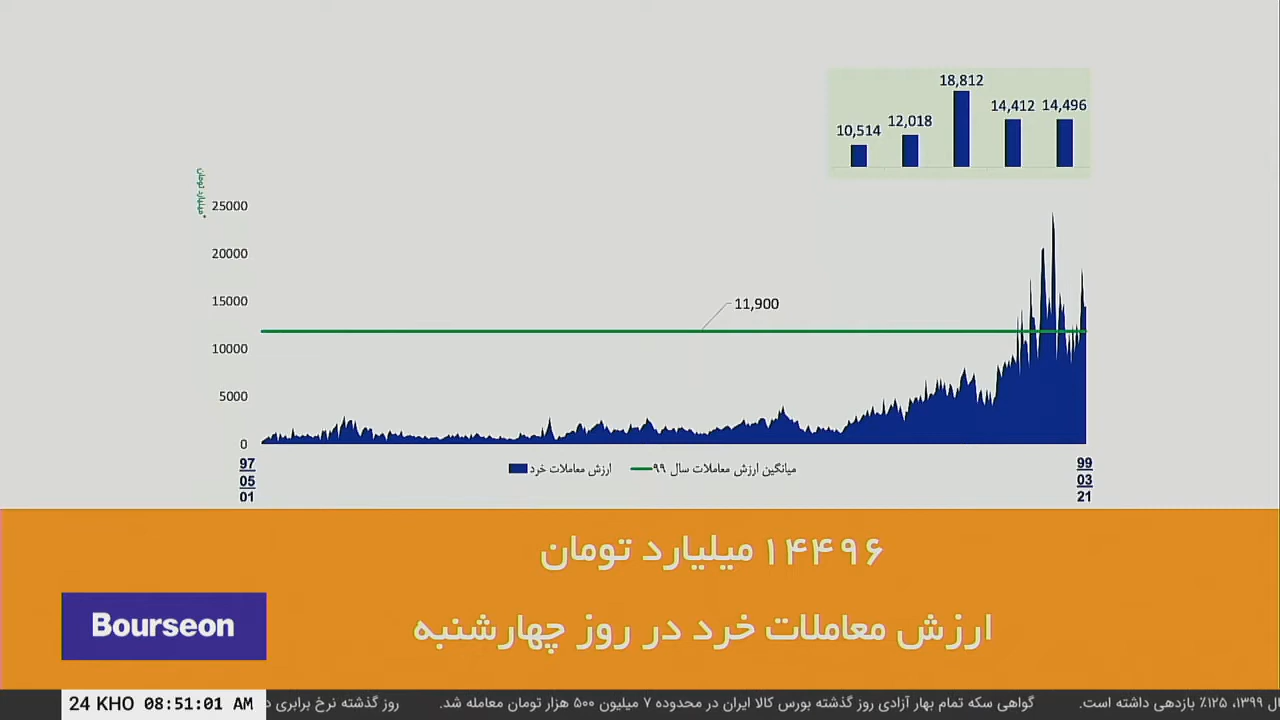 18,812
14,412
14,496
12,018
10,514
*میلیارد تومان
25000
20000
15000
10000
5000
0
11,900
97
05
01
99
03
21
ارزش معاملات خرد
میانگین ارزش معاملات سال ۹۹
۱۴۴۹۶ میلیارد تومان
ارزش معاملات خرد در روز چهارشنبه
Bourseon
24 KHO 08:51:01 AM
ل ۱۳۹۹، ۱۲۵٪ بازدهی داشته است. گواهی سکه تمام بهار آزادی روز گذشته بورس کالا ایران در محدوده ۷ میلیون ۵۰۰ هزار تومان معامله شد. روز گذشته نرخ برابری د